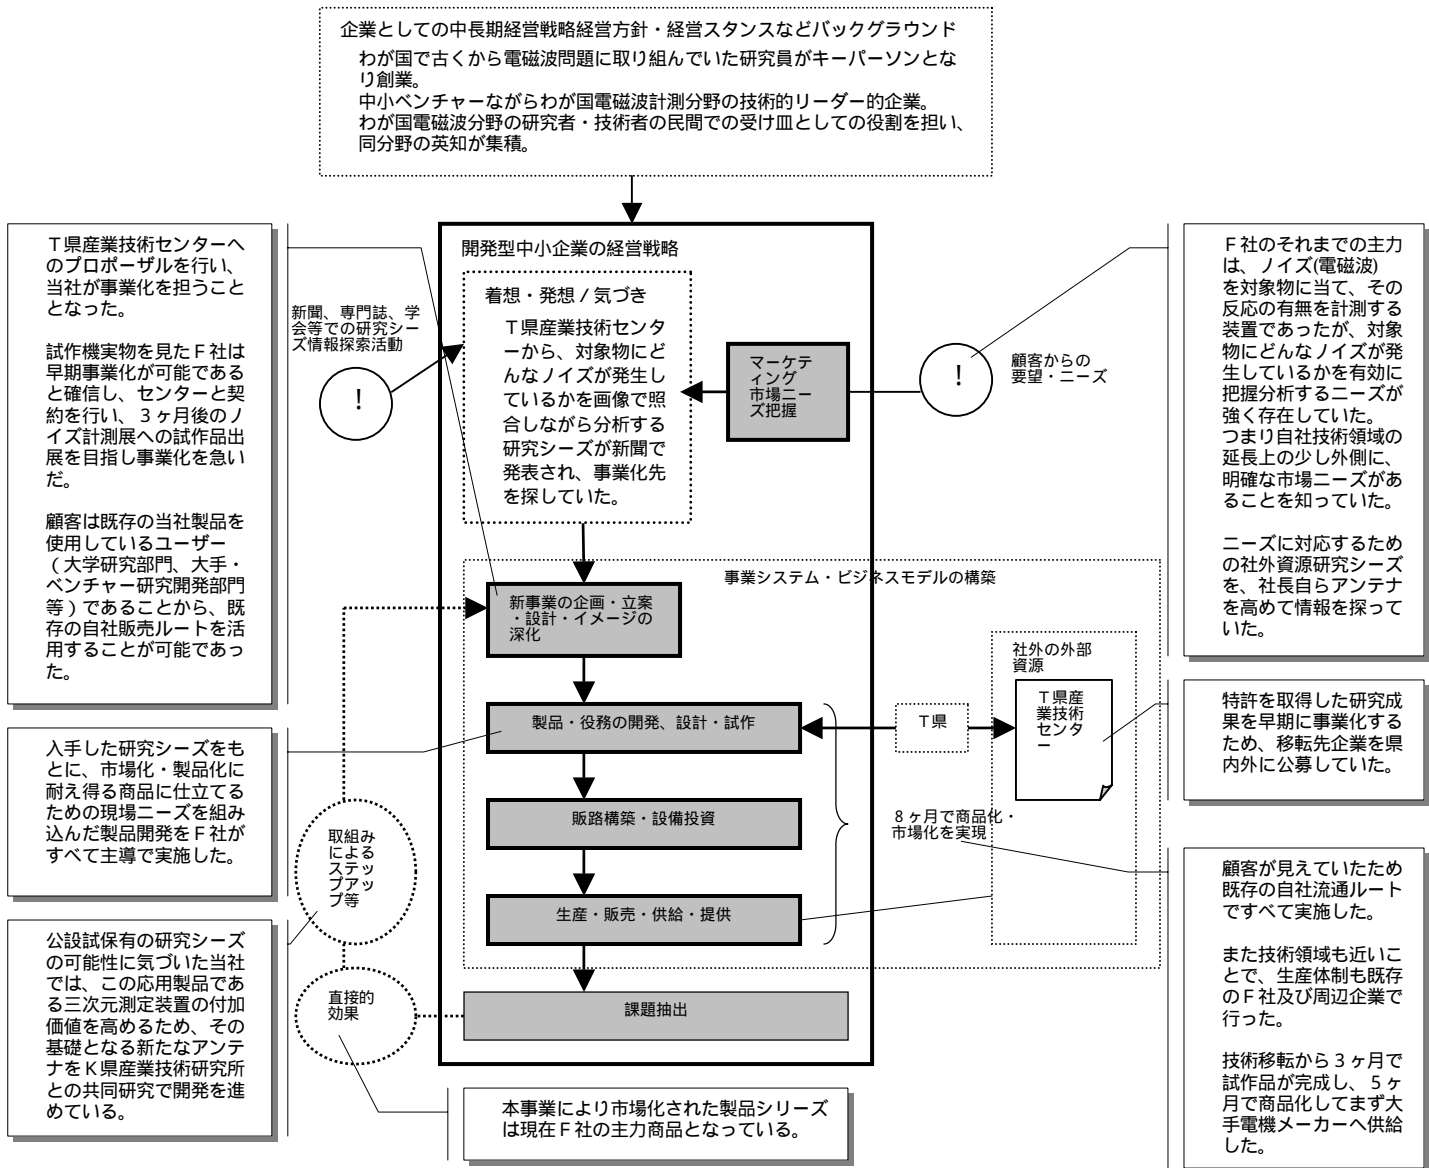 企業としての中長期経営戦略経営方針・経営スタンスなどバックグラウンド
わが国で古くから電磁波問題に取り組んでいた研究員がキーパーソンとな
り創業。
中小ベンチャーながらわが国電磁波計測分野の技術的リーダー的企業。
わが国電磁波分野の研究者・技術者の民間での受け皿としての役割を担い、
同分野の英知が集積。
T県産業技術センターへ
のプロポーザルを行い、
当社が事業化を担うこと
となった。
試作機実物を見たF社は
早期事業化が可能である
と確信し、センターと契
約を行い、3ヶ月後のノ
イズ計測展への試作品出
展を目指し事業化を急い
だ。
顧客は既存の当社製品を
使用しているユーザー
(大学研究部門、大手・
ベンチャー研究開発部門
等)であることから、既
存の自社販売ルートを活
用することが可能であっ
た。
新聞、専門誌、学
会等での研究シー
ズ情報探索活動
!
開発型中小企業の経営戦略
着想・発想/気づき
T県産業技術センタ
ーから、対象物にど
んなノイズが発生し
ているかを画像で照
合しながら分析する
研究シーズが新聞で
発表され、事業化先
を探していた。
マーケテ
ィング
市場ニー
ズ把握
!
顧客からの
要望・ニーズ
F社のそれまでの主力
は、ノイズ(電磁波)
を対象物に当て、その
反応の有無を計測する
装置であったが、対象
物にどんなノイズが発
生しているかを有効に
把握分析するニーズが
強く存在していた。
つまり自社技術領域の
延長上の少し外側に、
明確な市場ニーズがあ
ることを知っていた。
ニーズに対応するため
の社外資源研究シーズ
を、社長自らアンテナ
を高めて情報を探って
いた。
事業システム・ビジネスモデルの構築
新事業の企画・立案
・設計・イメージの
深化
製品・役務の開発、設計・試作
販路構築・設備投資
生産・販売・供給・提供
課題抽出
T県
社外の外部
資源
T県産
業技術
センタ
ー
8ヶ月で商品化・
市場化を実現
特許を取得した研究成
果を早期に事業化する
ため、移転先企業を県
内外に公募していた。
入手した研究シーズをも
とに、市場化・製品化に
耐え得る商品に仕立てる
ための現場ニーズを組み
込んだ製品開発をF社が
すべて主導で実施した。
取組み
による
ステッ
プアッ
プ等
公設試保有の研究シーズ
の可能性に気づいた当社
では、この応用製品であ
る三次元測定装置の付加
価値を高めるため、その
基礎となる新たなアンテ
ナをK県産業技術研究所
との共同研究で開発を進
めている。
直接的
効果
本事業により市場化された製品シリーズ
は現在F社の主力商品となっている。
顧客が見えていたため
既存の自社流通ルート
ですべて実施した。
また技術領域も近いこ
とで、生産体制も既存
のF社及び周辺企業で
行った。
技術移転から3ヶ月で
試作品が完成し、5ヶ
月で商品化してまず大
手電機メーカーへ供給
した。